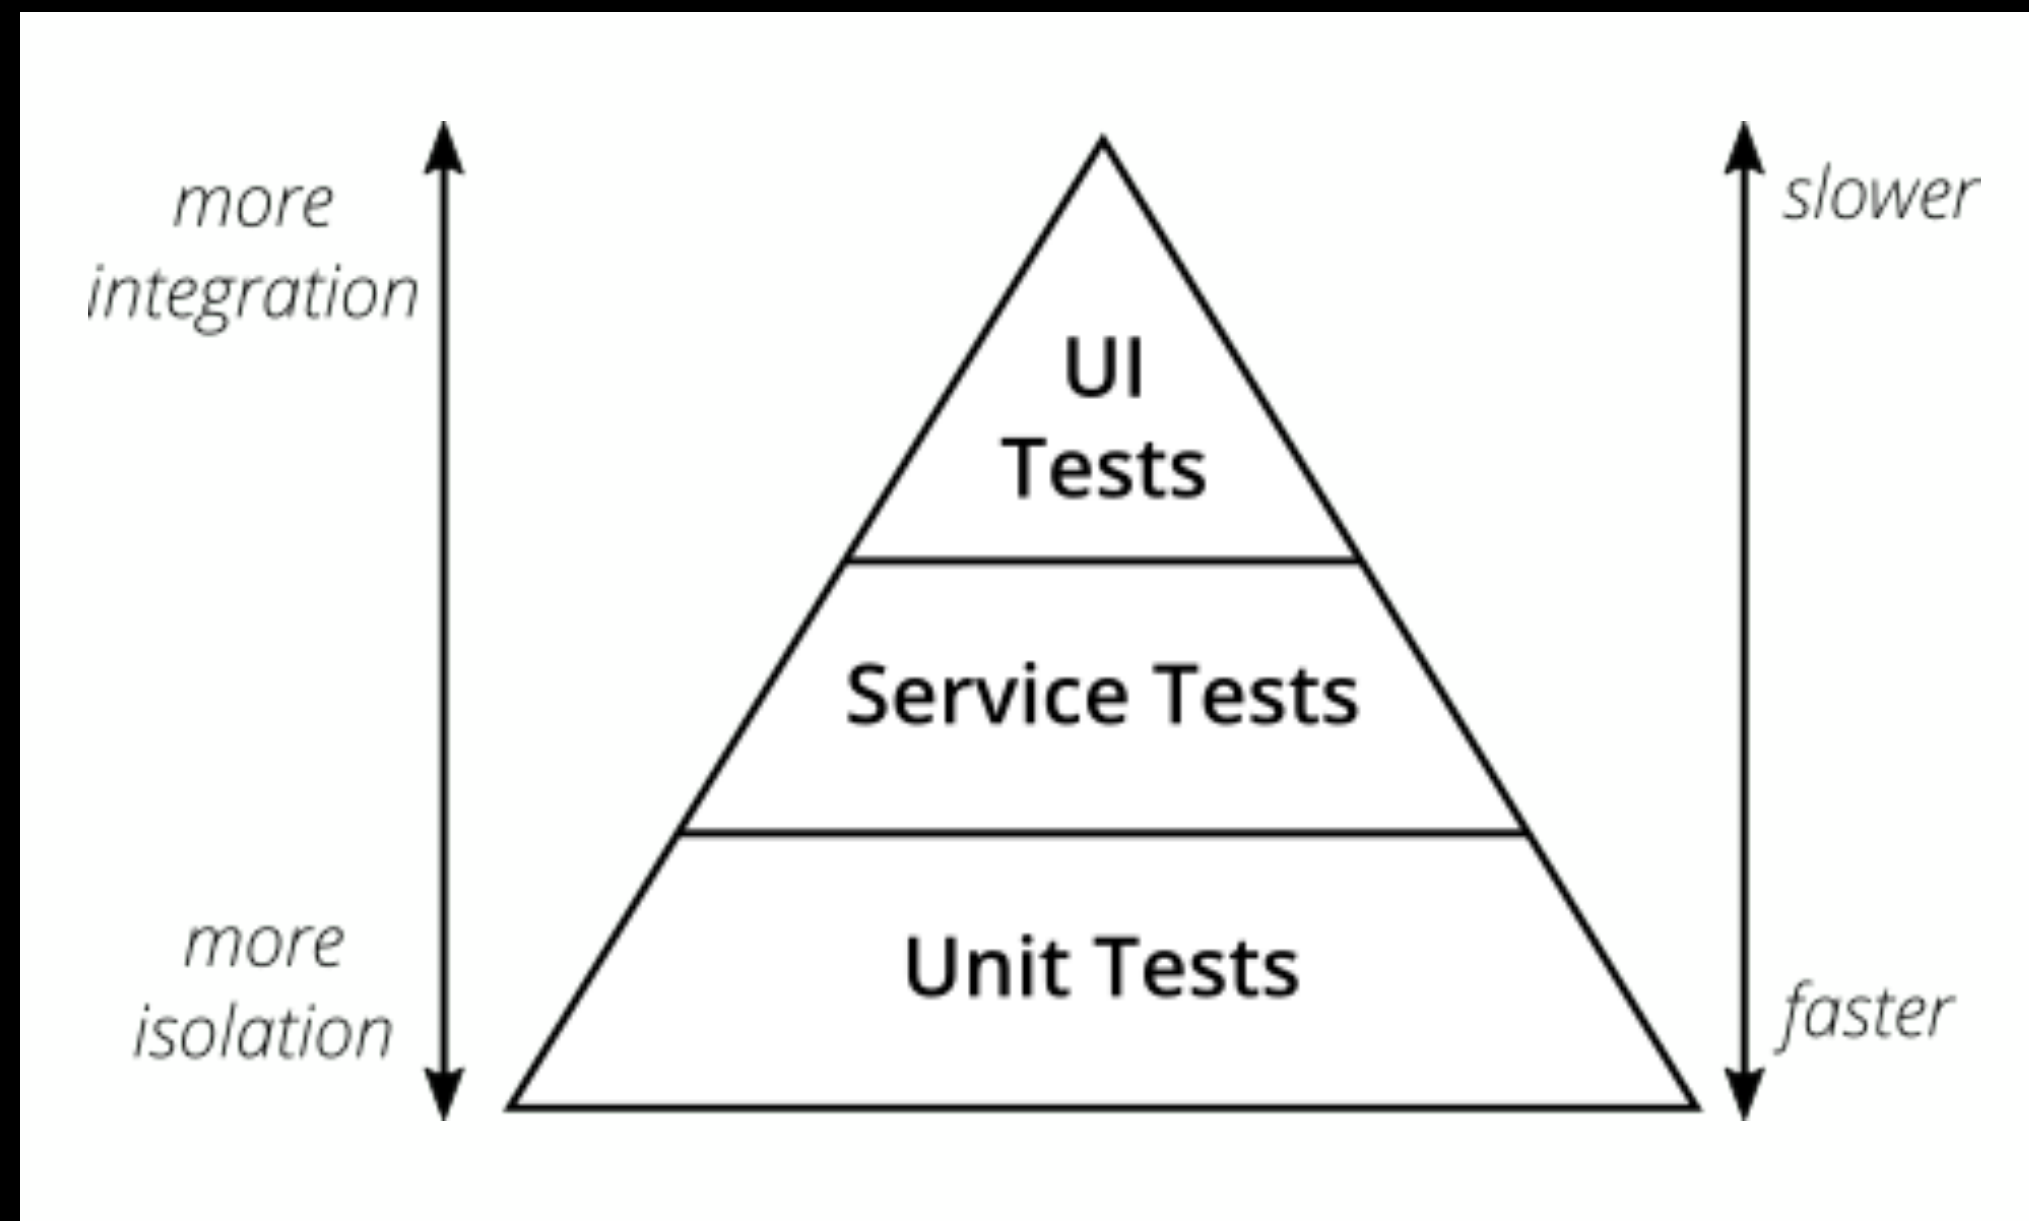 more
integration
slower
UI
Tests
Service Tests
Unit Tests
more
isolation
faster